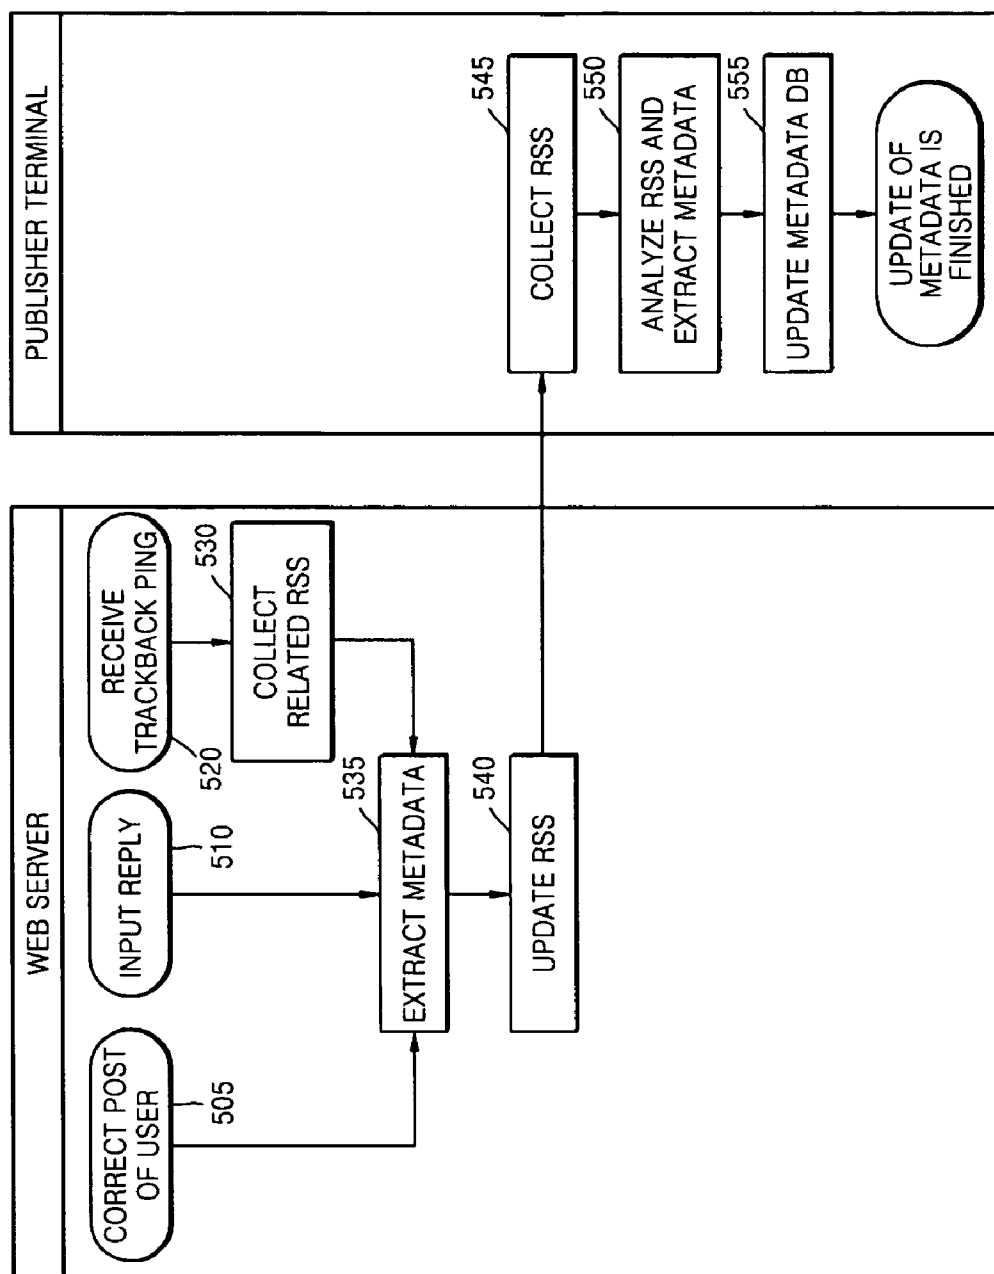 WEB SERVER
CORRECT POST
OF USER
505
INPUT REPLY
510
RECEIVE
TRACKBACK PING
520
COLLECT
RELATED RSS
530
EXTRACT METADATA
535
UPDATE RSS
540
PUBLISHER TERMINAL
COLLECT RSS
545
ANALYZE RSS AND
EXTRACT METADATA
550
UPDATE METADATA DB
555
UPDATE OF
METADATA IS
FINISHED